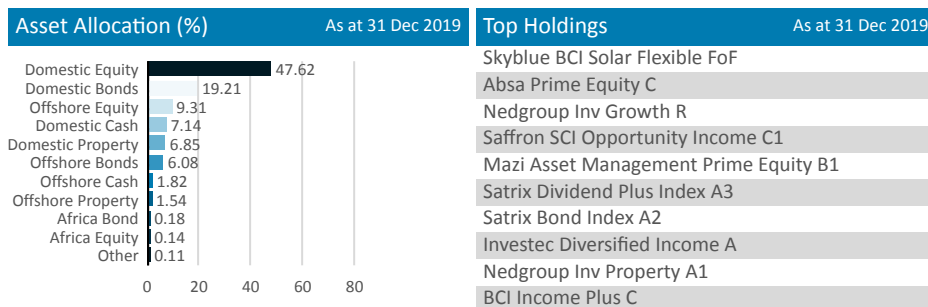 Asset Allocation (%) As at 31 Dec 2019
Domestic Equity 47.62
Domestic Bonds 19.21
Offshore Equity 9.31
Domestic Cash 7.14
Domestic Property 6.85
Offshore Bonds 6.08
Offshore Cash 1.82
Offshore Property 1.54
Africa Bond 0.18
Africa Equity 0.14
Other 0.11
0 20 40 60 80
Top Holdings As at 31 Dec 2019
Skyblue BCI Solar Flexible FoF
Absa Prime Equity C
Nedgroup Inv Growth R
Saffron SCI Opportunity Income C1
Mazi Asset Management Prime Equity B1
Satrix Dividend Plus Index A3
Satrix Bond Index A2
Investec Diversified Income A
Nedgroup Inv Property A1
BCI Income Plus C